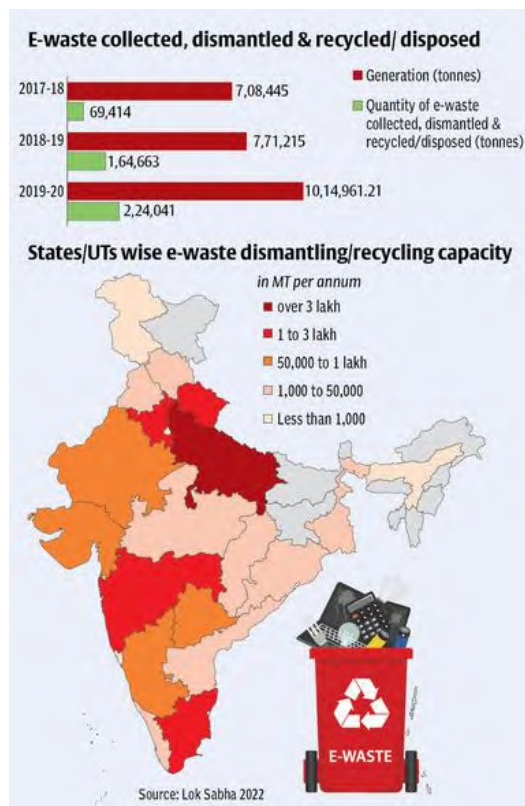 E-waste collected, dismantled & recycled/ disposed
2017-18
7,08,445
69,414
2018-19
7,71,215
1,64,663
2019-20
10,14,961.21
2,24,041
Generation (tonnes)
Quantity of e-waste
collected, dismantled &
recycled/disposed (tonnes)
States/UTs wise e-waste dismantling/recycling capacity
in MT per annum
over 3 lakh
1 to 3 lakh
50,000 to 1 lakh
1,000 to 50,000
Less than 1,000
E-WASTE
Source: Lok Sabha 2022